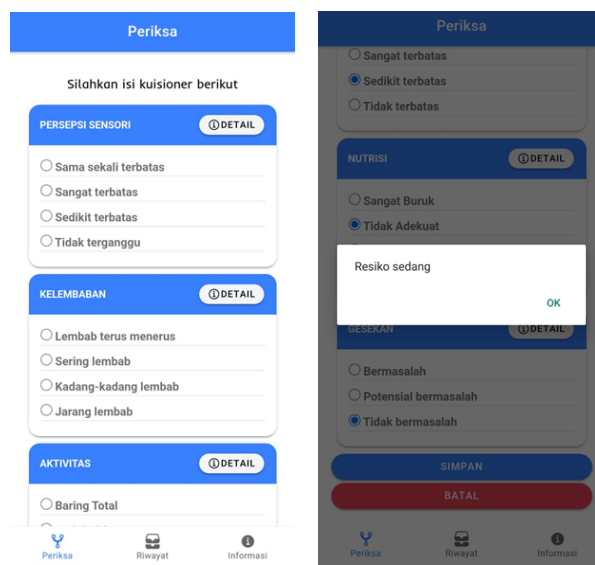 Periksa
Silahkan isi kuisioner berikut
PERSEPSI SENSORI
DETAIL
Sama sekali terbatas
Sangat terbatas
Sedikit terbatas
Tidak terganggu
KELEMBABAN
DETAIL
Lembab terus menerus
Sering lembab
Kadang-kadang lembab
Jarang lembab
AKTIVITAS
DETAIL
Baring Total
Periksa
Riwayat
Informasi
Periksa
Sangat terbatas
Sedikit terbatas
Tidak terbatas
NUTRISI
DETAIL
Sangat Buruk
Tidak Adekuat
Resiko sedang
OK
GESEKAN
DETAIL
Bermasalah
Potensial bermasalah
Tidak bermasalah
SIMPAN
BATAL
Periksa
Riwayat
Informasi